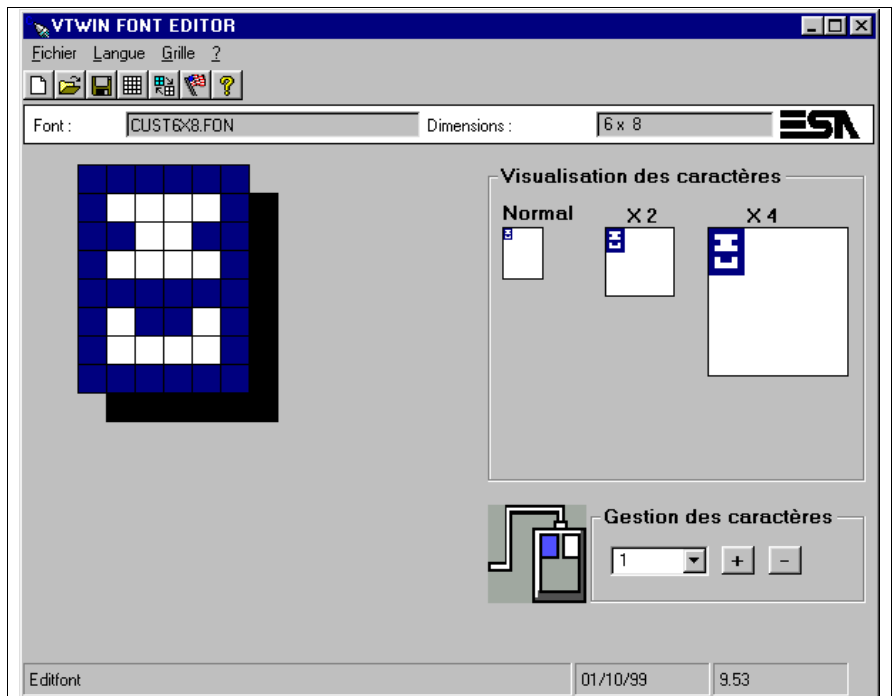 VTWIN FONT EDITOR
Fichier Langue Grille ?
Font : CUST6X8.FON Dimensions : 6 x 8 ESA
Visualisation des caractères
Normal X 2 X 4
Gestion des caractères
1 + -
Editfont 01/10/99 9.53